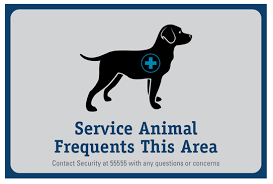 Service Animal
Frequents This Area
Contact Security at 55555 with any questions or concerns